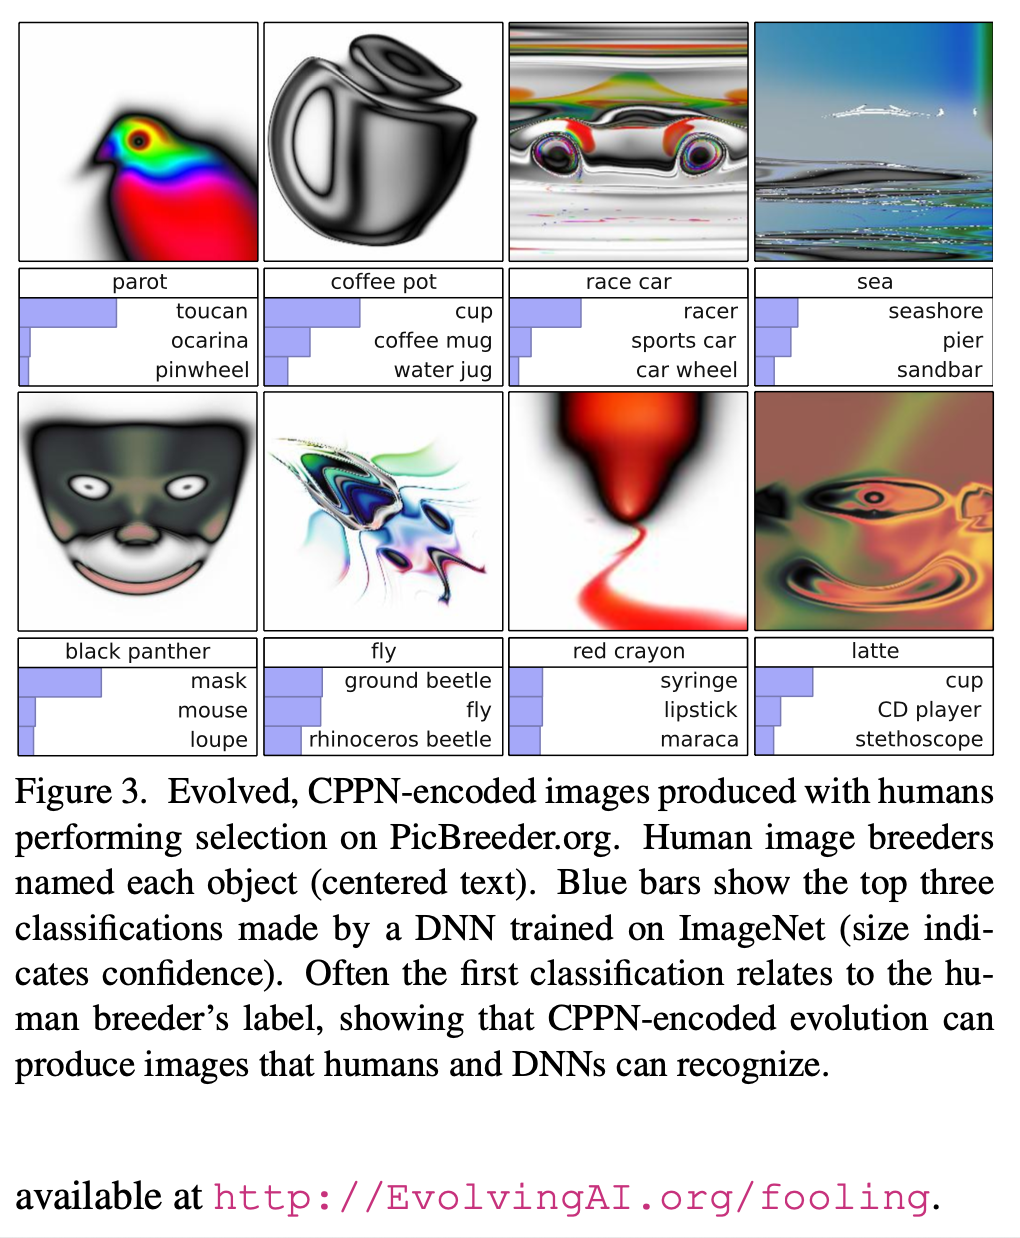 parot
toucan
ocarina
pinwheel
coffee pot
cup
coffee mug
water jug
race car
racer
sports car
car wheel
sea
seashore
pier
sandbar
black panther
mask
mouse
loupe
fly
ground beetle
fly
rhinoceros beetle
red crayon
syringe
lipstick
maraca
latte
cup
CD player
stethoscope
Figure 3. Evolved, CPPN-encoded images produced with humans
performing selection on PicBreeder.org. Human image breeders
named each object (centered text). Blue bars show the top three
classifications made by a DNN trained on ImageNet (size indi-
cates confidence). Often the first classification relates to the hu-
man breeder's label, showing that CPPN-encoded evolution can
produce images that humans and DNNs can recognize.
available at http://EvolvingAI.org/fooling.